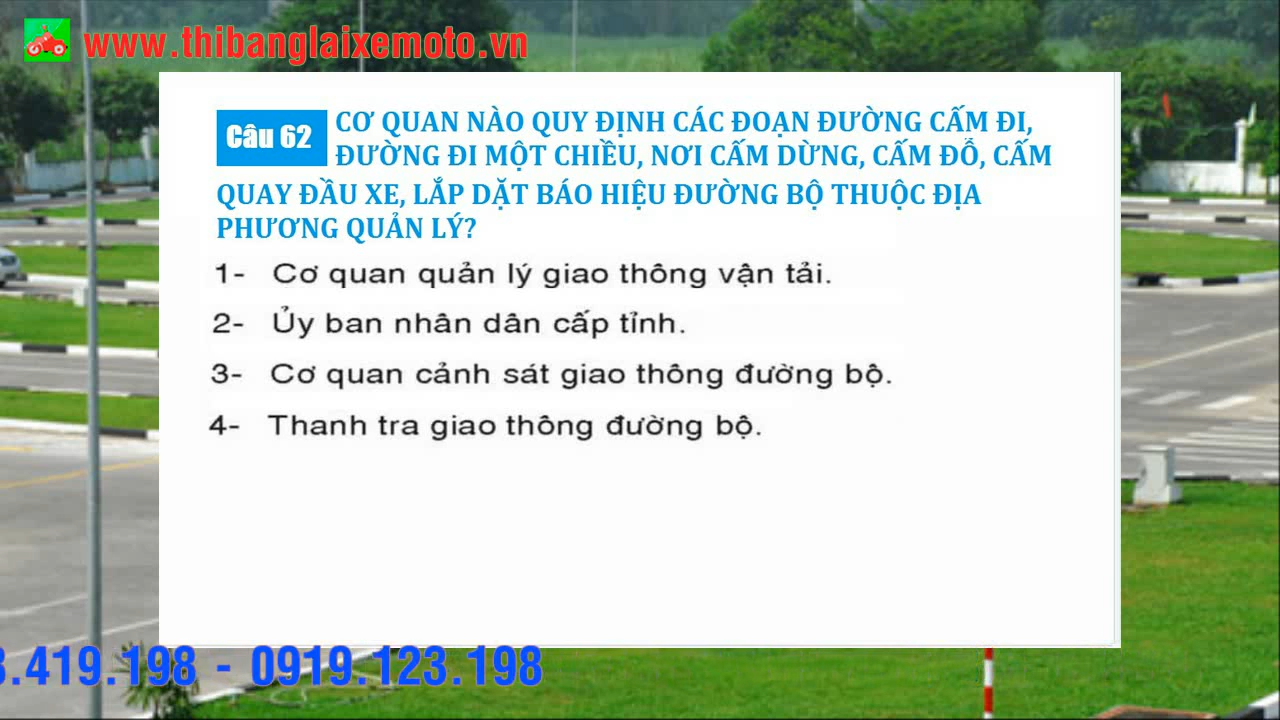 www.thibanglaixemoto.vn
Câu 62
CƠ QUAN NÀO QUY ĐỊNH CÁC ĐOẠN ĐƯỜNG CẤM ĐI,
ĐƯỜNG ĐI MỘT CHIỀU, NƠI CẤM DỪNG, CẤM ĐỖ, CẤM
QUAY ĐẦU XE, LẮP DẶT BÁO HIỆU ĐƯỜNG BỘ THUỘC ĐỊA
PHƯƠNG QUẢN LÝ?
1- Cơ quan quản lý giao thông vận tải.
2- Ủy ban nhân dân cấp tỉnh.
3- Cơ quan cảnh sát giao thông đường bộ.
4- Thanh tra giao thông đường bộ.
3.419.198 - 0919.123.198